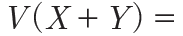 V(X + Y) =